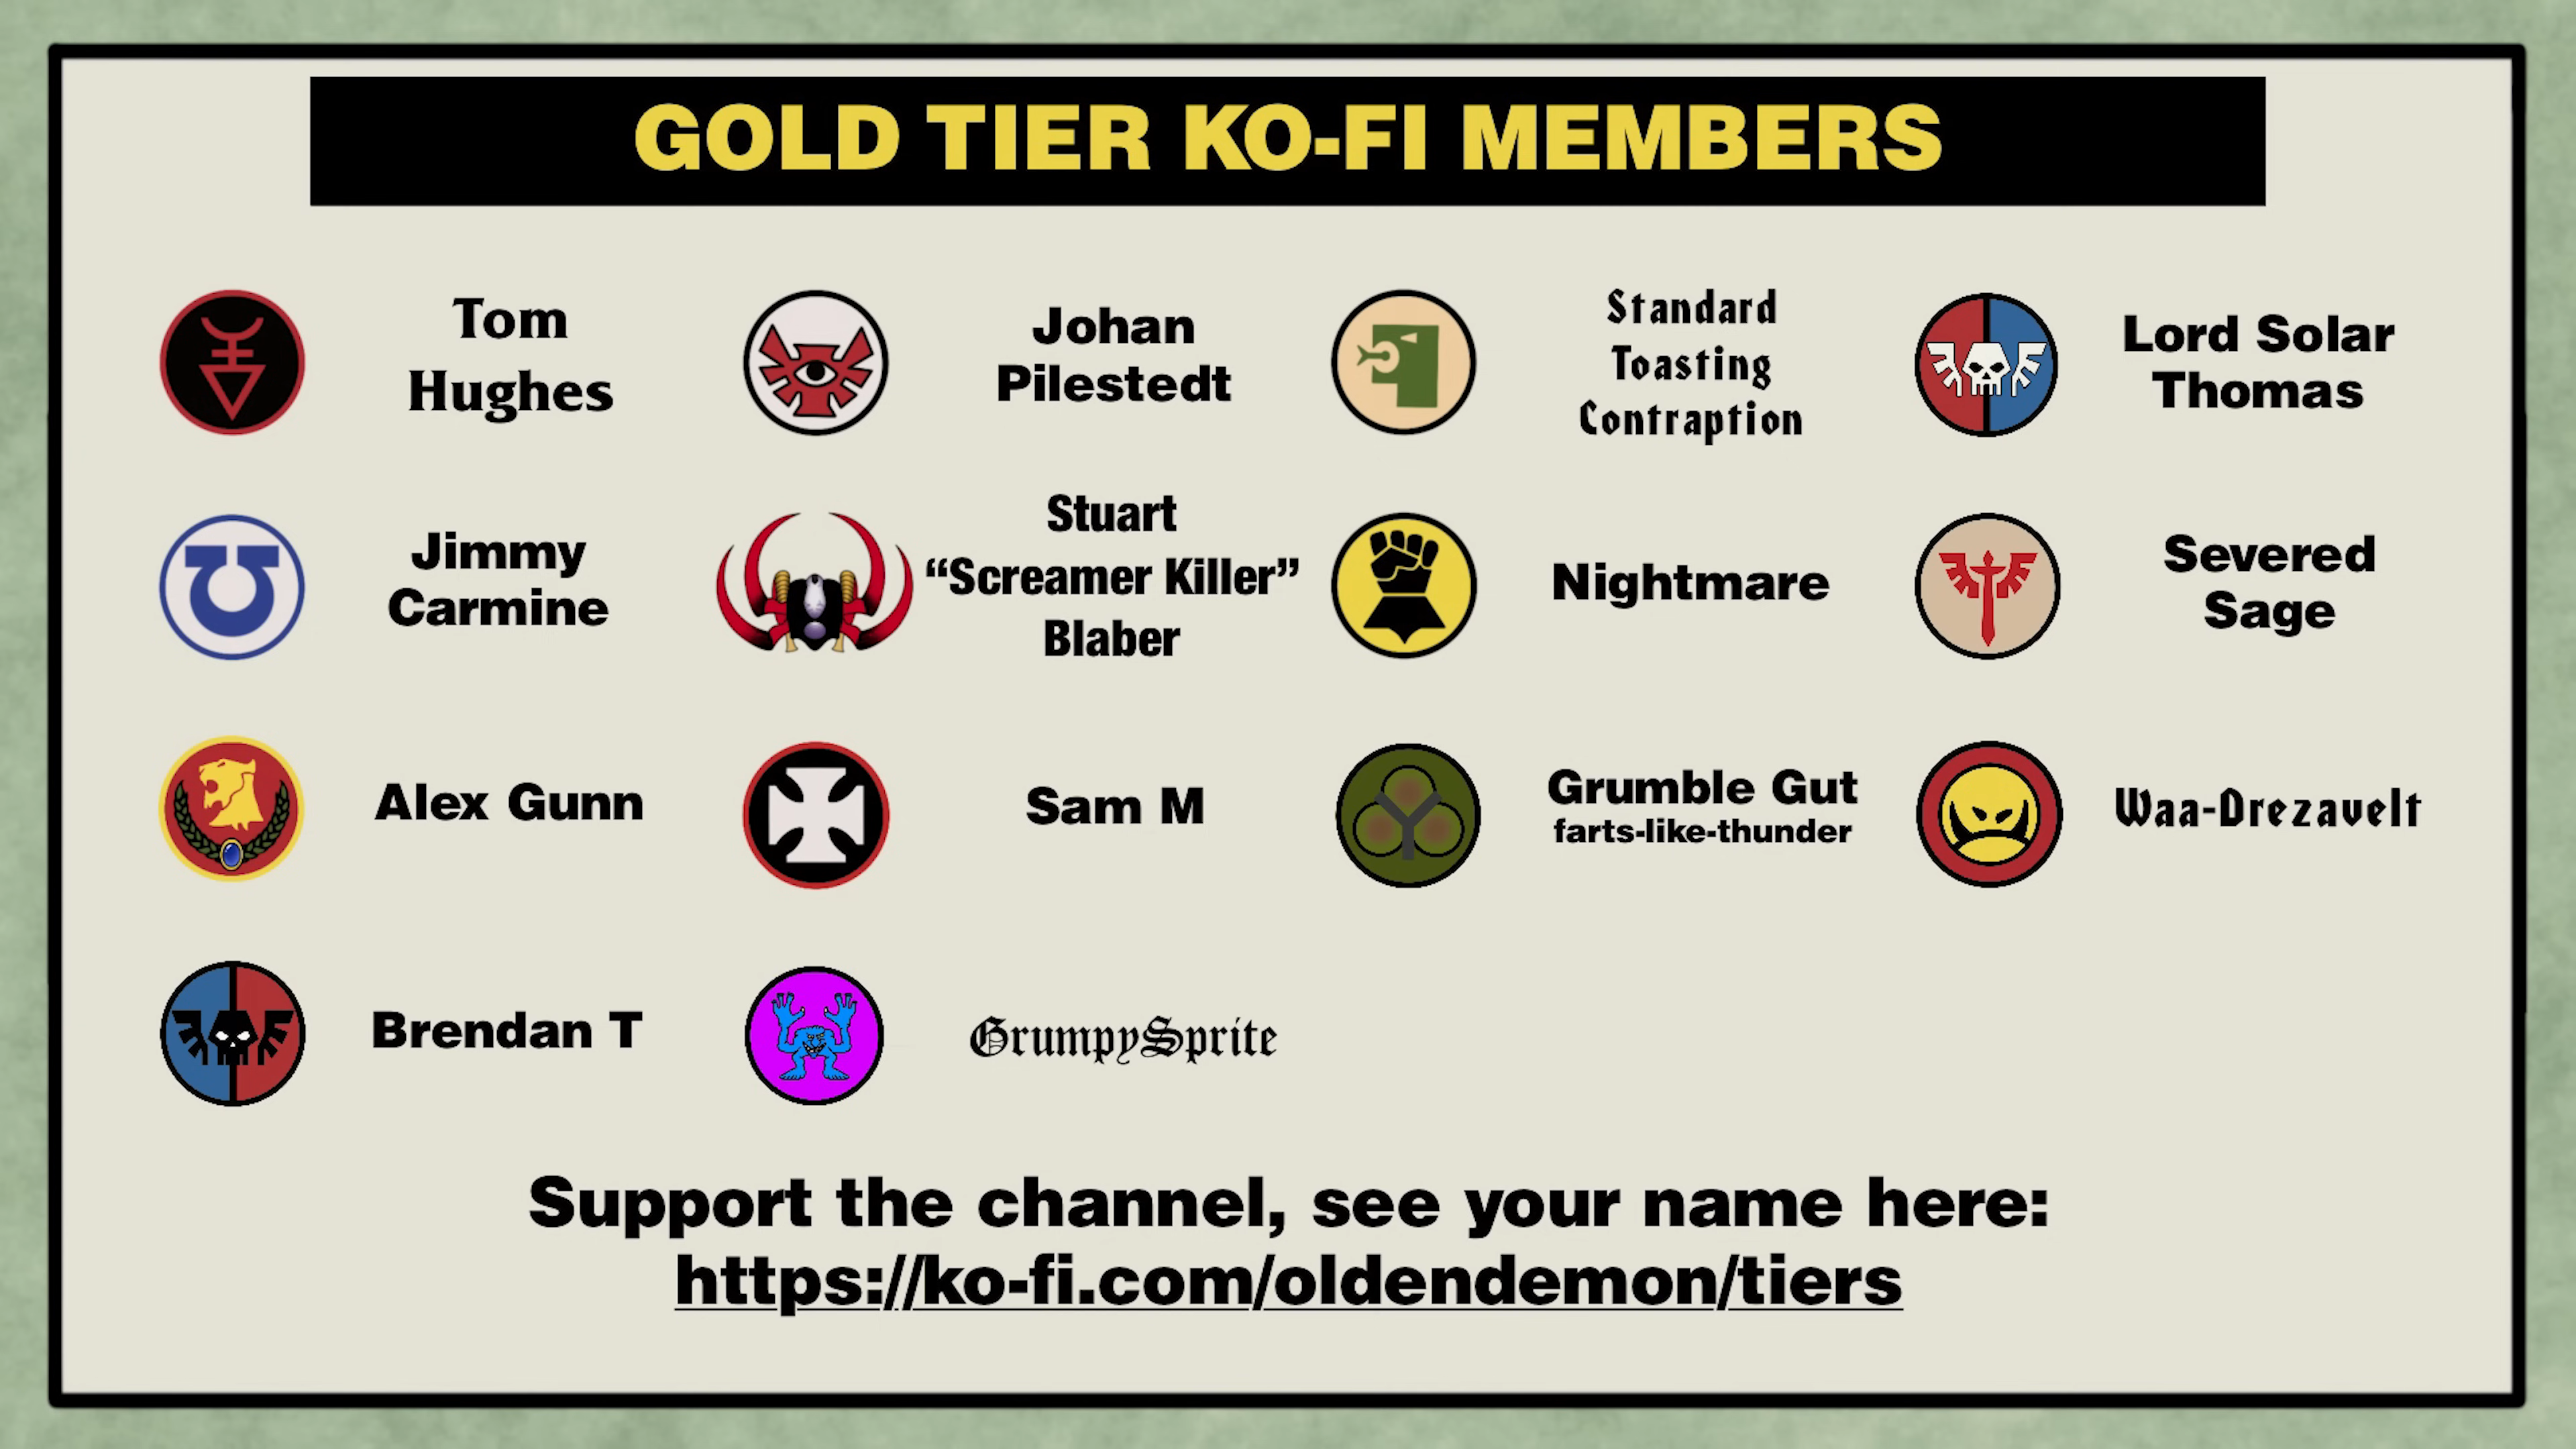 GOLD TIER KO-FI MEMBERS
Tom
Hughes
Johan
Pilestedt
Standard
Toasting
Contraption
Lord Solar
Thomas
Jimmy
Carmine
Stuart
“Screamer Killer”
Blaber
Nightmare
Severed
Sage
Alex Gunn
Sam M
Grumble Gut
farts-like-thunder
Waa-Drezavelt
Brendan T
GrumpySprite
Support the channel, see your name here:
https://ko-fi.com/oldendemon/tiers